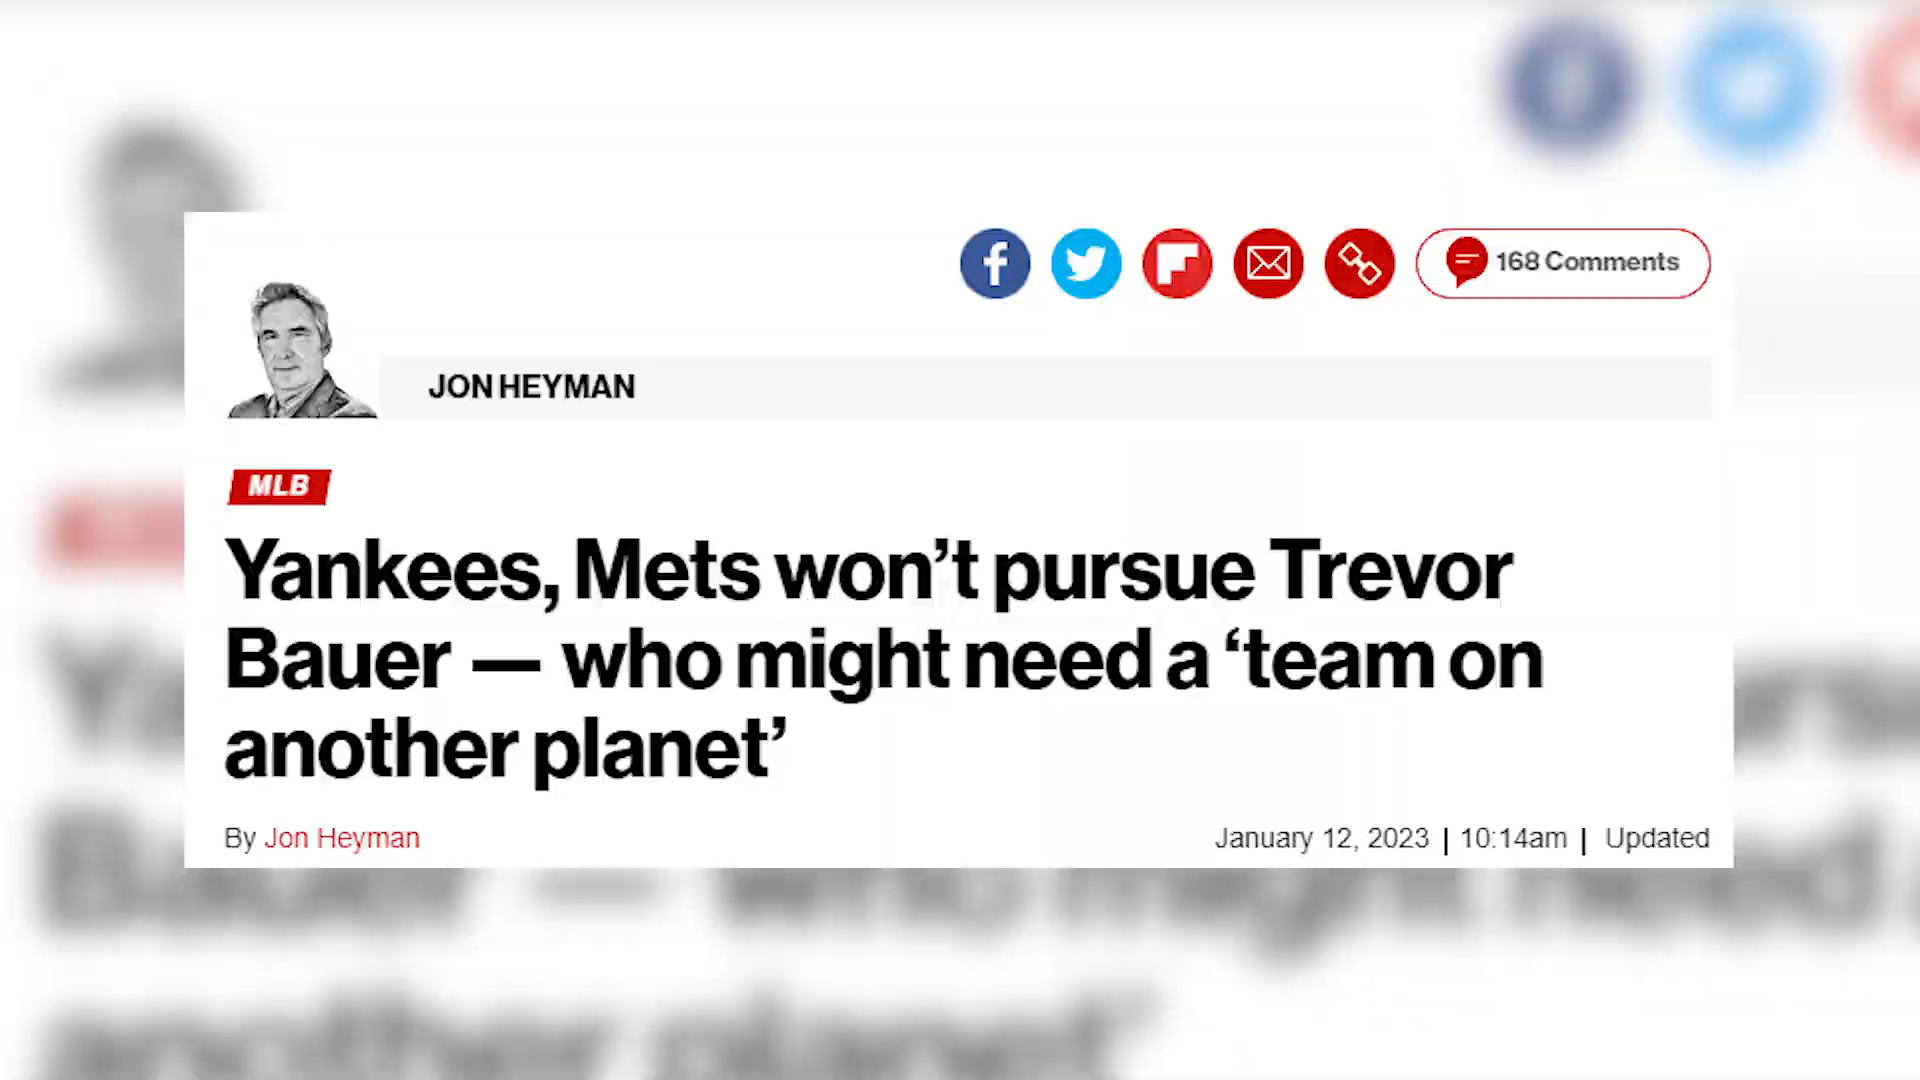 168 Comments
JON HEYMAN
MLB
Yankees, Mets won’t pursue Trevor
Bauer — who might need a ‘team on
another planet’
By Jon Heyman
January 12, 2023 | 10:14am | Updated